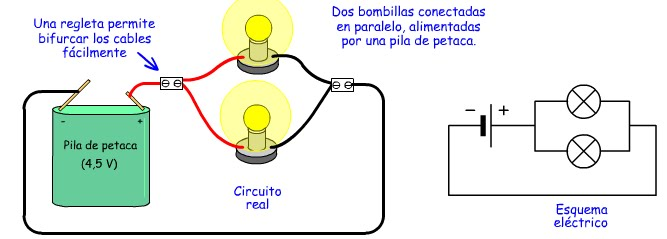 Una regleta permite
bifurcar los cables
fácilmente
Dos bombillas conectadas
en paralelo, alimentadas
por una pila de petaca.
- +
Pila de petaca
(4,5 V)
Circuito
real
- +
Esquema
eléctrico